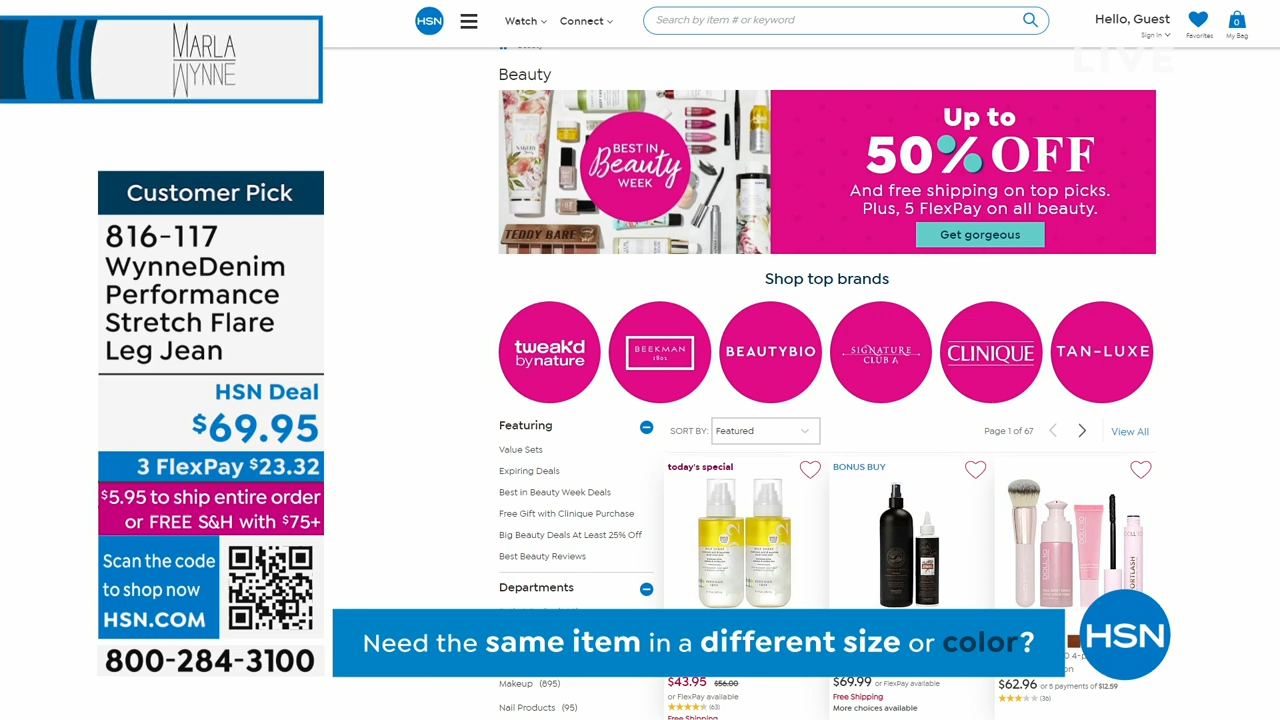 MARLA
WYNNE
HSN
Watch
Connect
Search by item # or keyword
Hello, Guest
Sign in
Favorites
0
My Bag
LIVE
Beauty
BEST IN
Beauty
WEEK
TEDDY BARE
Up to
50% OFF
And free shipping on top picks.
Plus, 5 FlexPay on all beauty.
Get gorgeous
Customer Pick
816-117
WynneDenim
Performance
Stretch Flare
Leg Jean
HSN Deal
$69.95
3 FlexPay $23.32
$5.95 to ship entire order
or FREE S&H with $75+
Scan the code
to shop now
HSN.COM
800-284-3100
Shop top brands
tweak'd
by nature
BEEKMAN
1802
BEAUTYBIO
SIGNATURE
CLUB A
CLINIQUE
TAN-LUXE
Featuring
Value Sets
Expiring Deals
Best in Beauty Week Deals
Free Gift with Clinique Purchase
Big Beauty Deals At Least 25% Off
Best Beauty Reviews
Departments
Makeup (895)
Nail Products (95)
SORT BY: Featured
Page 1 of 67
View All
today's special
$43.95 $56.00
or FlexPay available
(63)
Free Shipping
BONUS BUY
$69.99 or FlexPay available
Free Shipping
More choices available
$62.96 or 5 payments of $12.59
(36)
Need the same item in a different size or color?
HSN